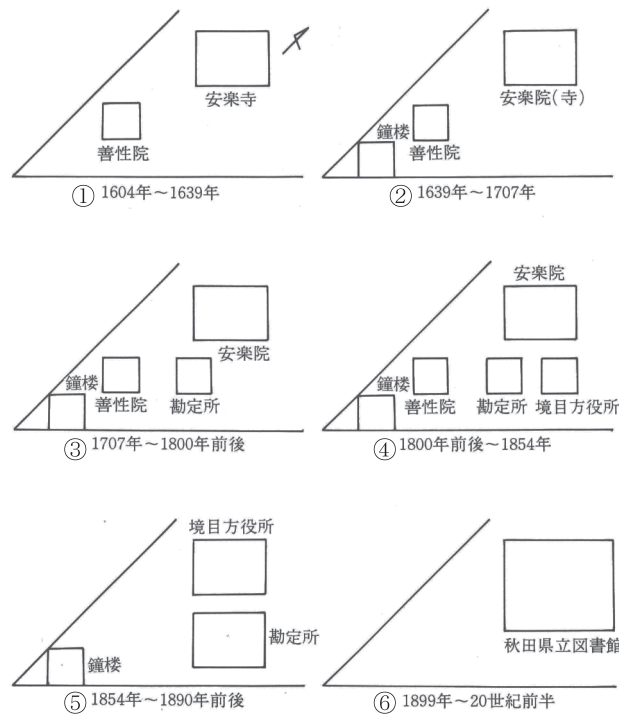 安楽寺
善性院
① 1604年～1639年
安楽院(寺)
鐘楼
善性院
② 1639年～1707年
安楽院
鐘楼
善性院
勘定所
③ 1707年～1800年前後
安楽院
鐘楼
善性院
勘定所
境目方役所
④ 1800年前後～1854年
境目方役所
勘定所
鐘楼
⑤ 1854年～1890年前後
秋田県立図書館
⑥ 1899年～20世紀前半